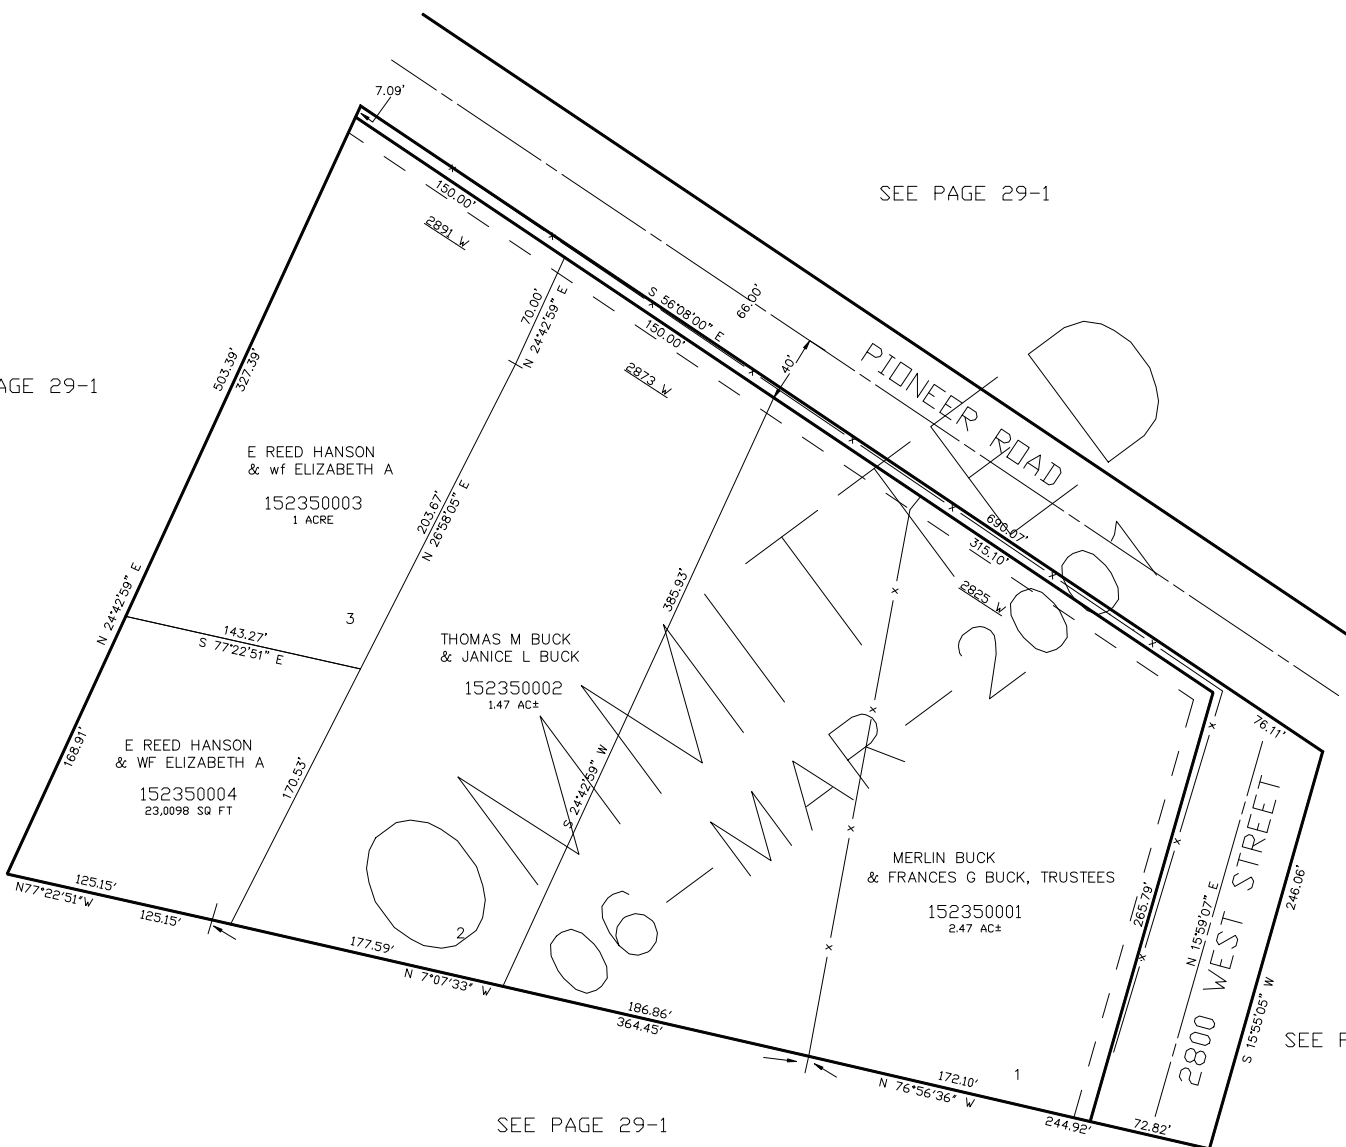 7.09'
SEE PAGE 29-1
150.00'
2891 W
70.00'
N 24°42'59" E
S 56°08'00" E
150.00'
66.00'
40'
2873 W
PIONEER ROAD
AGE 29-1
503.39'
327.39'
E REED HANSON
& wf ELIZABETH A
152350003
1 ACRE
203.67'
N 26°58'05" E
690.07'
315.10'
2825 W
N 24°42'59" E
143.27'
S 77°22'51" E
3
385.93'
THOMAS M BUCK
& JANICE L BUCK
152350002
1.47 AC±
S 24°42'59" W
76.11'
168.91'
E REED HANSON
& WF ELIZABETH A
152350004
23,0098 SQ FT
170.53'
OMMITT
06-MAR-2007
MERLIN BUCK
& FRANCES G BUCK, TRUSTEES
152350001
2.47 AC±
265.79'
N 15°59'07" E
2800 WEST STREET
246.06'
S 15°55'05" W
125.15'
N77°22'51"W
125.15'
2
177.59'
N 7°07'33" W
186.86'
364.45'
SEE P
1
172.10'
N 76°56'36" W
244.92'
72.82'
SEE PAGE 29-1